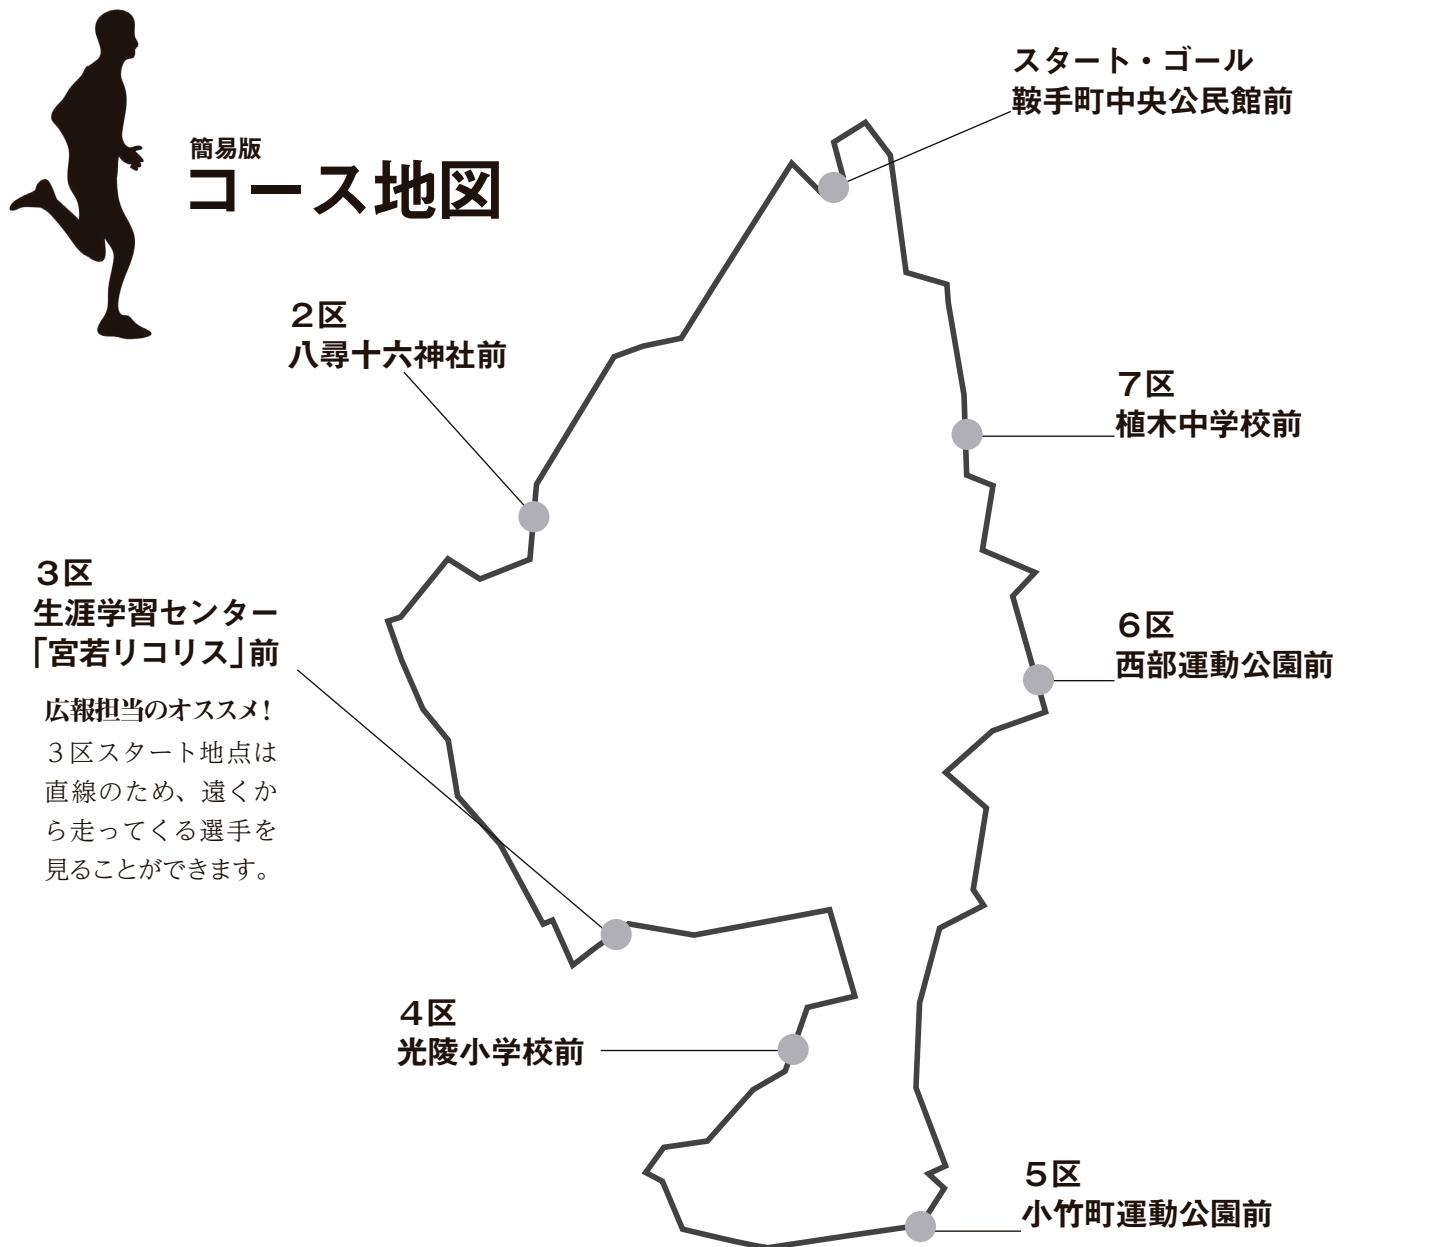 簡易版
コース地図
スタート・ゴール
鞍手町中央公民館前
２区
八尋十六神社前
３区
生涯学習センター
「宮若リコリス」前
広報担当のオススメ！
３区スタート地点は
直線のため、遠くか
ら走ってくる選手を
見ることができます。
４区
光陵小学校前
５区
小竹町運動公園前
６区
西部運動公園前
７区
植木中学校前